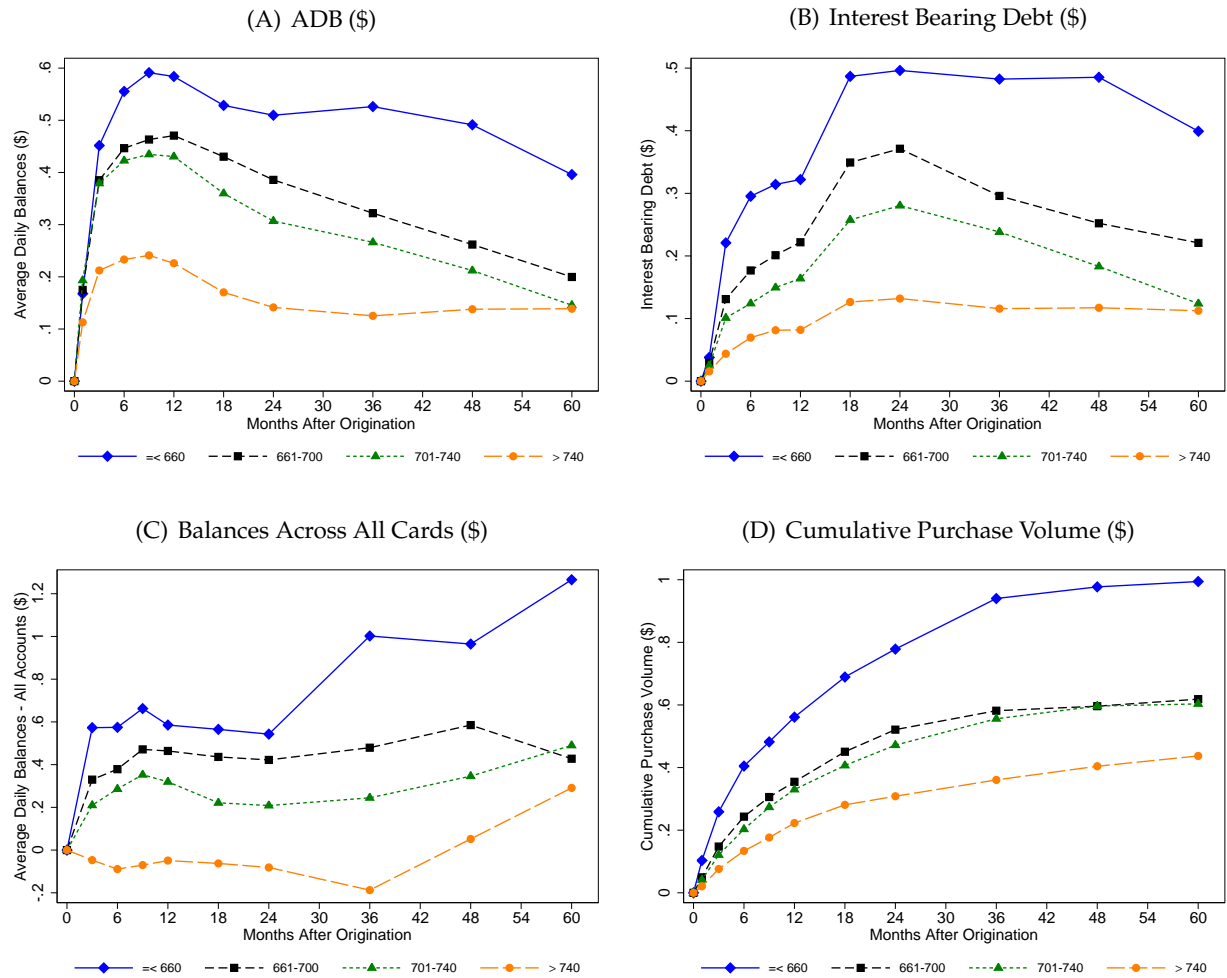 (A) ADB ($)
Average Daily Balances ($)
.6
.5
.4
.3
.2
.1
0
0 6 12 18 24 30 36 42 48 54 60
Months After Origination
=< 660 661-700 701-740 > 740
(B) Interest Bearing Debt ($)
Interest Bearing Debt ($)
.5
.4
.3
.2
.1
0
0 6 12 18 24 30 36 42 48 54 60
Months After Origination
=< 660 661-700 701-740 > 740
(C) Balances Across All Cards ($)
Average Daily Balances - All Accounts ($)
1.2
1
.8
.6
.4
.2
0
-.2
0 6 12 18 24 30 36 42 48 54 60
Months After Origination
=< 660 661-700 701-740 > 740
(D) Cumulative Purchase Volume ($)
Cumulative Purchase Volume ($)
1
.8
.6
.4
.2
0
0 6 12 18 24 30 36 42 48 54 60
Months After Origination
=< 660 661-700 701-740 > 740